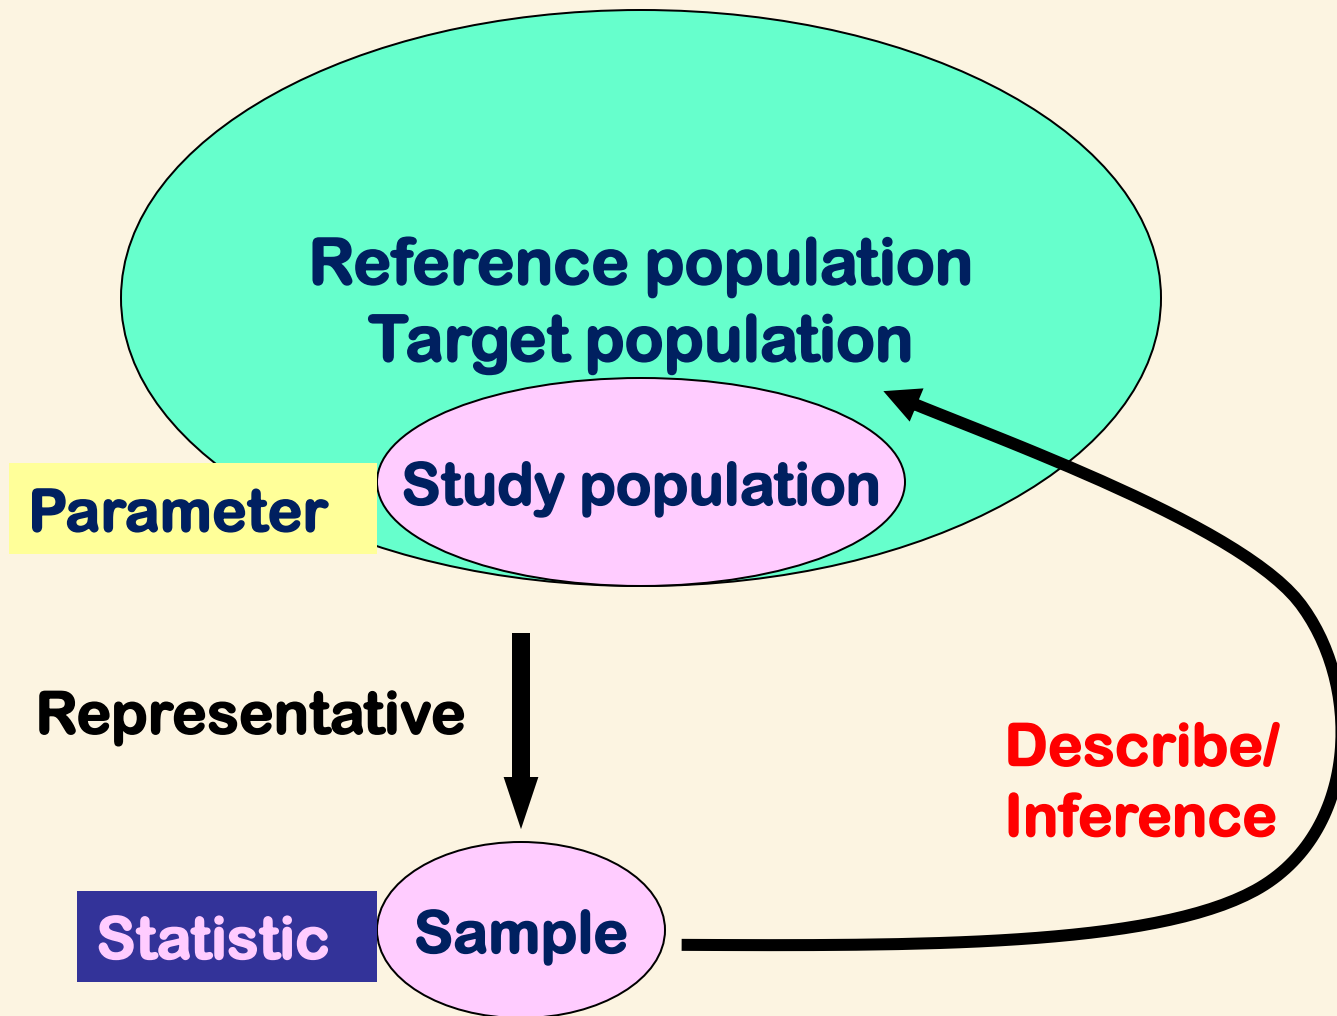 Reference population
Target population
Study population
Parameter
Representative
Describe/
Inference
Statistic
Sample